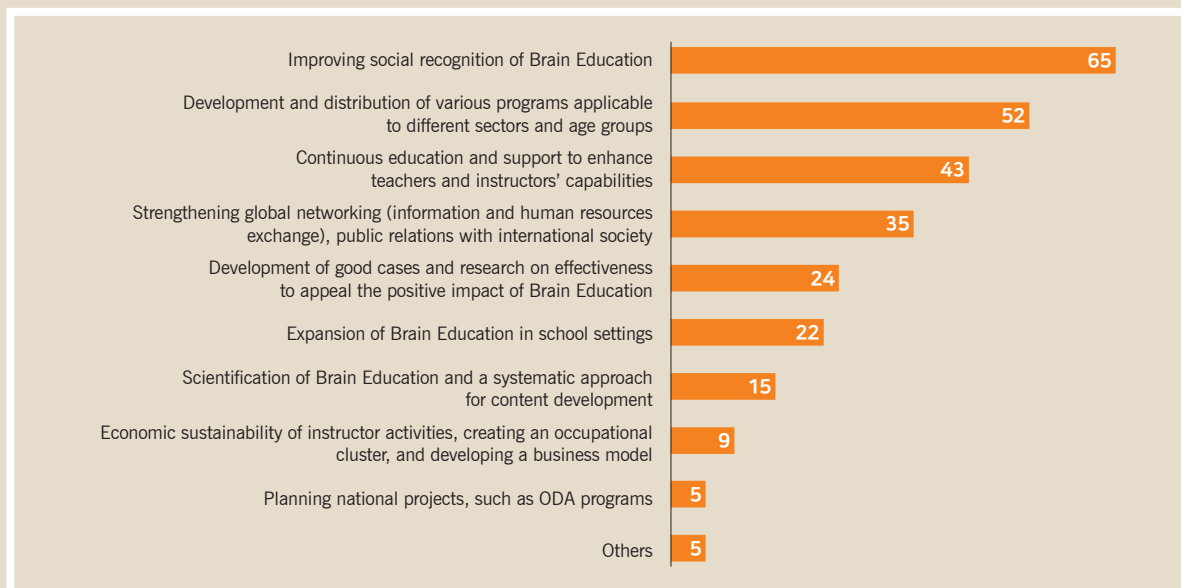 Improving social recognition of Brain Education
65
Development and distribution of various programs applicable
to different sectors and age groups
52
Continuous education and support to enhance
teachers and instructors’ capabilities
43
Strengthening global networking (information and human resources
exchange), public relations with international society
35
Development of good cases and research on effectiveness
to appeal the positive impact of Brain Education
24
Expansion of Brain Education in school settings
22
Scientification of Brain Education and a systematic approach
for content development
15
Economic sustainability of instructor activities, creating an occupational
cluster, and developing a business model
9
Planning national projects, such as ODA programs
5
Others
5